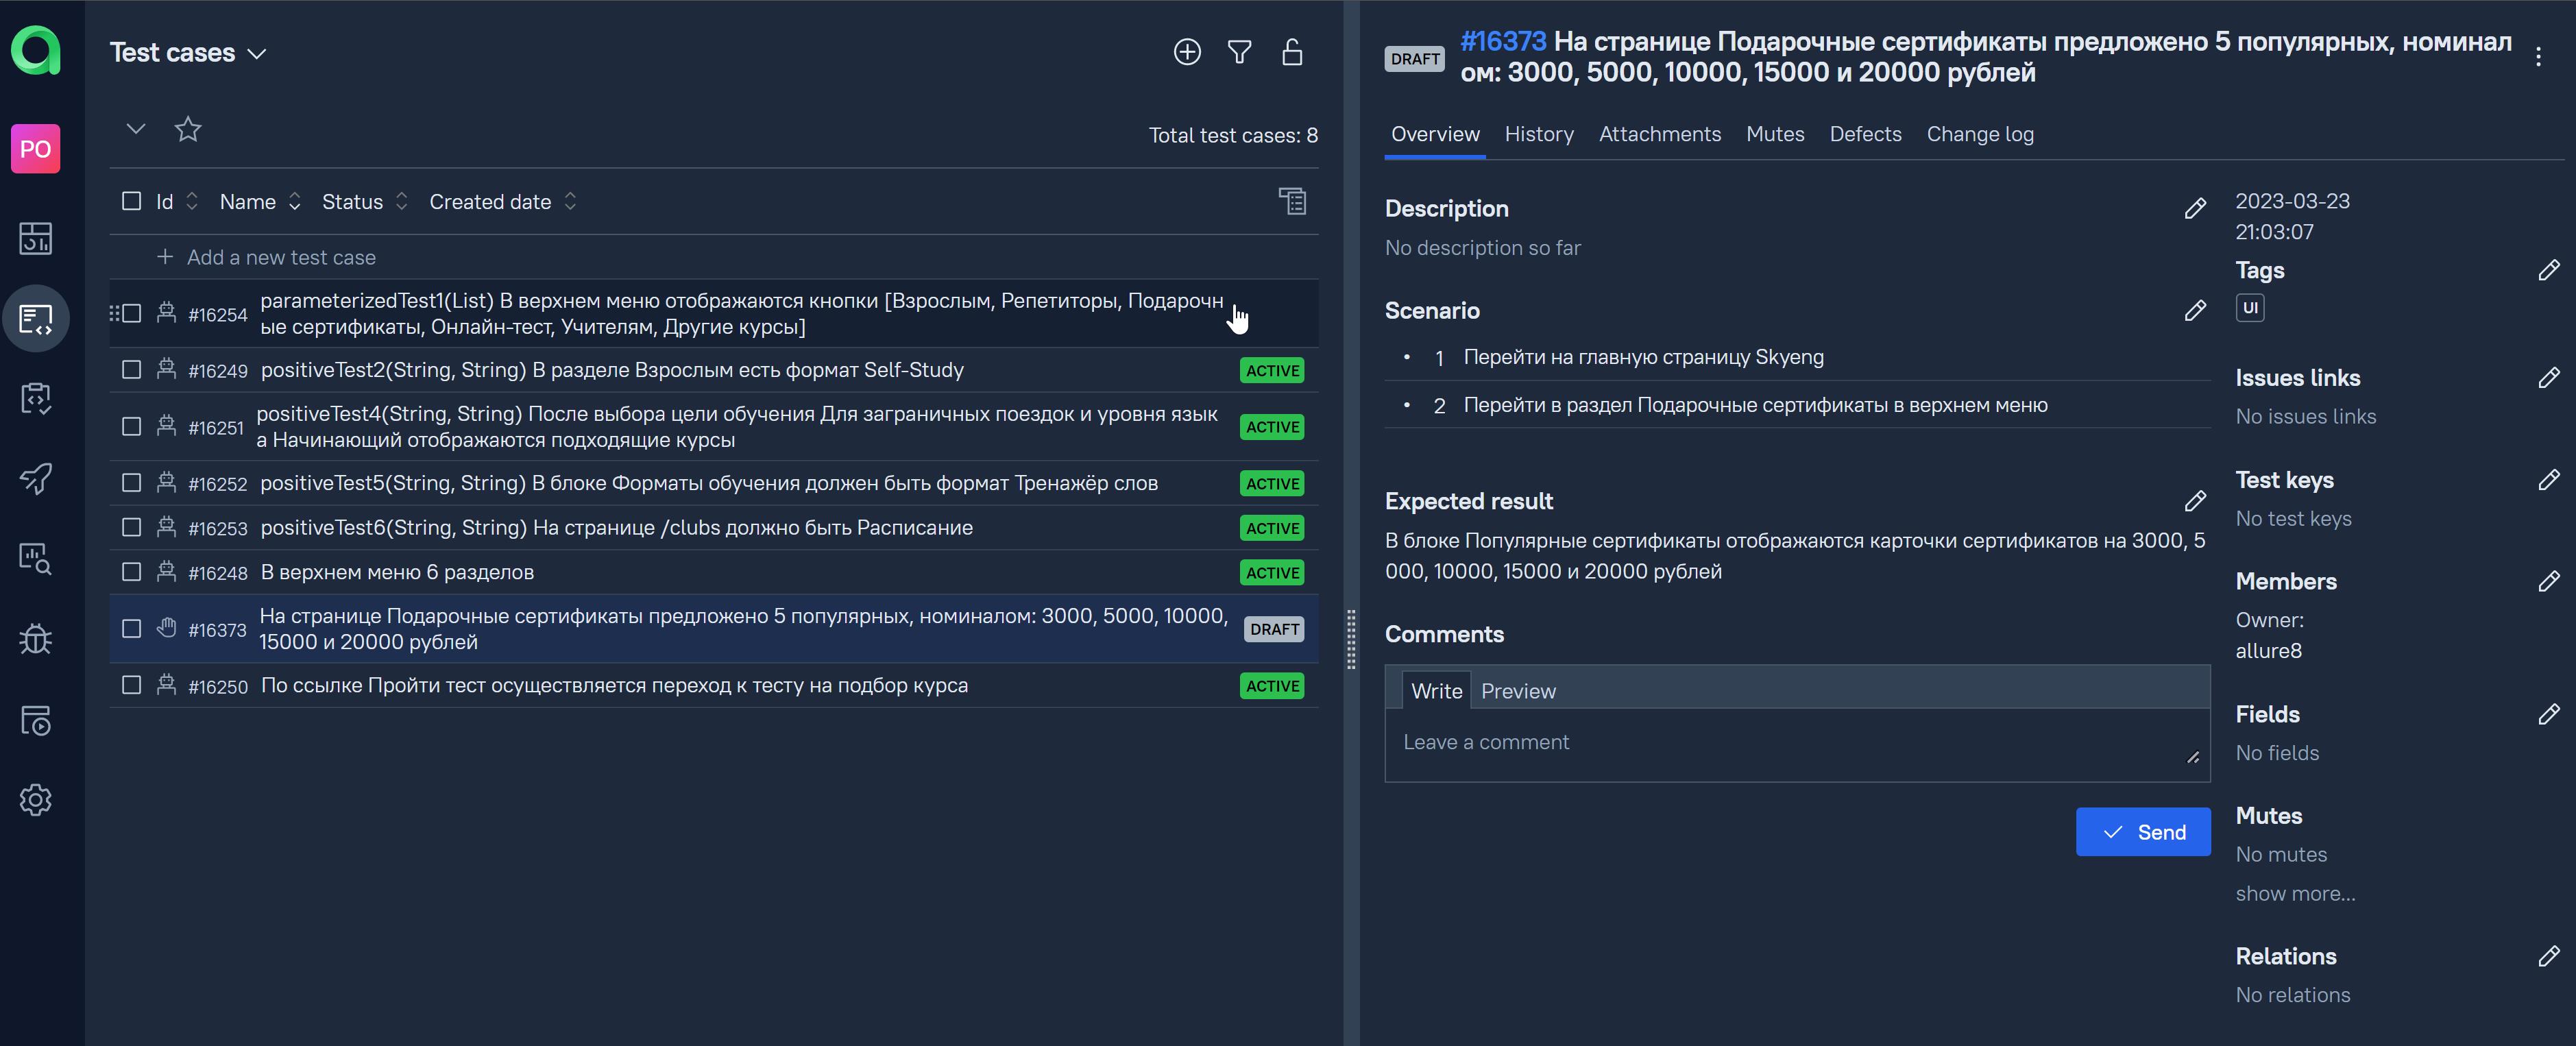 Test cases
PO
Total test cases: 8
Id Name Status Created date
Add a new test case
#16254 parameterizedTest1(List) В верхнем меню отображаются кнопки [Взрослым, Репетиторы, Подарочн
ые сертификаты, Онлайн-тест, Учителям, Другие курсы]
#16249 positiveTest2(String, String) В разделе Взрослым есть формат Self-Study ACTIVE
#16251 positiveTest4(String, String) После выбора цели обучения Для заграничных поездок и уровня язык
а Начинающий отображаются подходящие курсы ACTIVE
#16252 positiveTest5(String, String) В блоке Форматы обучения должен быть формат Тренажёр слов ACTIVE
#16253 positiveTest6(String, String) На странице /clubs должно быть Расписание ACTIVE
#16248 В верхнем меню 6 разделов ACTIVE
#16373 На странице Подарочные сертификаты предложено 5 популярных, номиналом: 3000, 5000, 10000,
15000 и 20000 рублей DRAFT
#16250 По ссылке Пройти тест осуществляется переход к тесту на подбор курса ACTIVE
DRAFT #16373 На странице Подарочные сертификаты предложено 5 популярных, номинал
ом: 3000, 5000, 10000, 15000 и 20000 рублей
Overview History Attachments Mutes Defects Change log
Description
No description so far
Scenario
1 Перейти на главную страницу Skyeng
2 Перейти в раздел Подарочные сертификаты в верхнем меню
Expected result
В блоке Популярные сертификаты отображаются карточки сертификатов на 3000, 5
000, 10000, 15000 и 20000 рублей
Comments
Write Preview
Leave a comment
Send
2023-03-23
21:03:07
Tags
UI
Issues links
No issues links
Test keys
No test keys
Members
Owner:
allure8
Fields
No fields
Mutes
No mutes
show more...
Relations
No relations